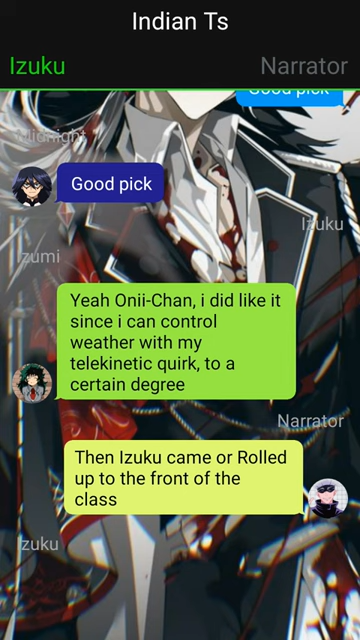 Indian Ts
Izuku
Narrator
Good pick
Midnight
Good pick
Izuku
Izumi
Yeah Onii-Chan, i did like it
since i can control
weather with my
telekinetic quirk, to a
certain degree
Narrator
Then Izuku came or Rolled
up to the front of the
class
Izuku